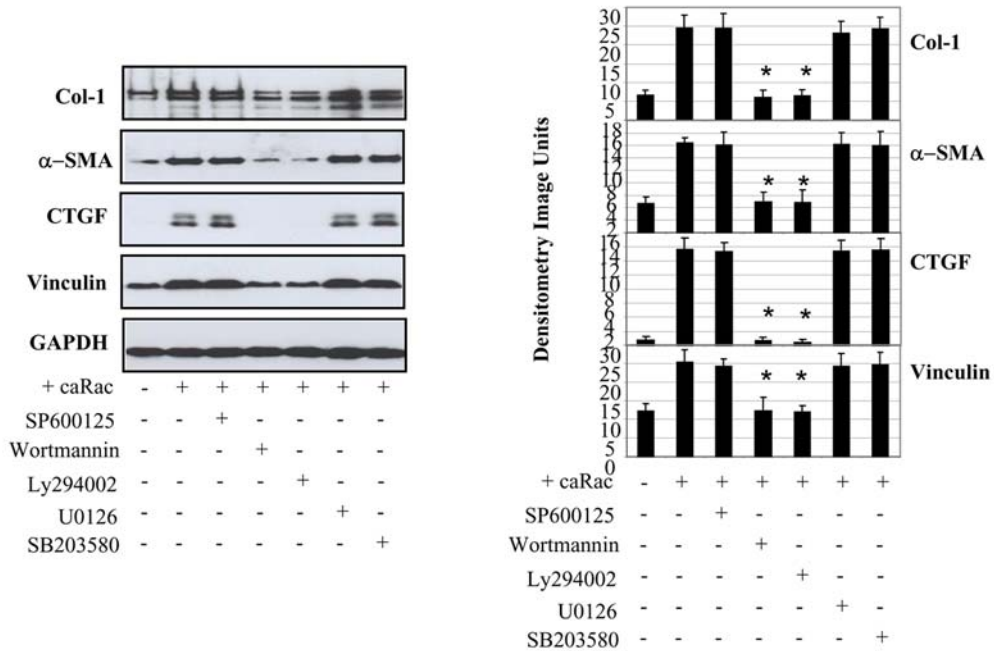 Col-1
α–SMA
CTGF
Vinculin
GAPDH
+ caRac - + + + + + +
SP600125 - - + - - - -
Wortmannin - - - + - - -
Ly294002 - - - - + - -
U0126 - - - - - + -
SB203580 - - - - - - +
Densitometry Image Units
30
25
20
15
10
5
* *
Col-1
18
16
14
12
10
8
6
4
2
* *
α-SMA
16
14
12
10
8
6
4
2
* *
CTGF
30
25
20
15
10
5
0
* *
Vinculin
+ caRac - + + + + + +
SP600125 - - + - - - -
Wortmannin - - - + - - -
Ly294002 - - - - + - -
U0126 - - - - - + -
SB203580 - - - - - - +